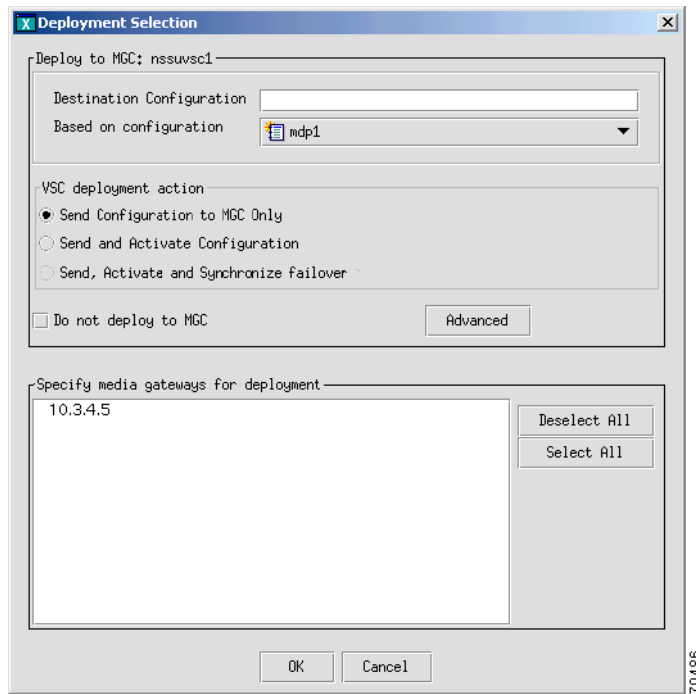 Deployment Selection
Deploy to MGC: nssuvsc1
Destination Configuration
Based on configuration
mdp1
VSC deployment action
Send Configuration to MGC Only
Send and Activate Configuration
Send, Activate and Synchronize failover
Do not deploy to MGC
Advanced
Specify media gateways for deployment
10.3.4.5
Deselect All
Select All
OK
Cancel
70486